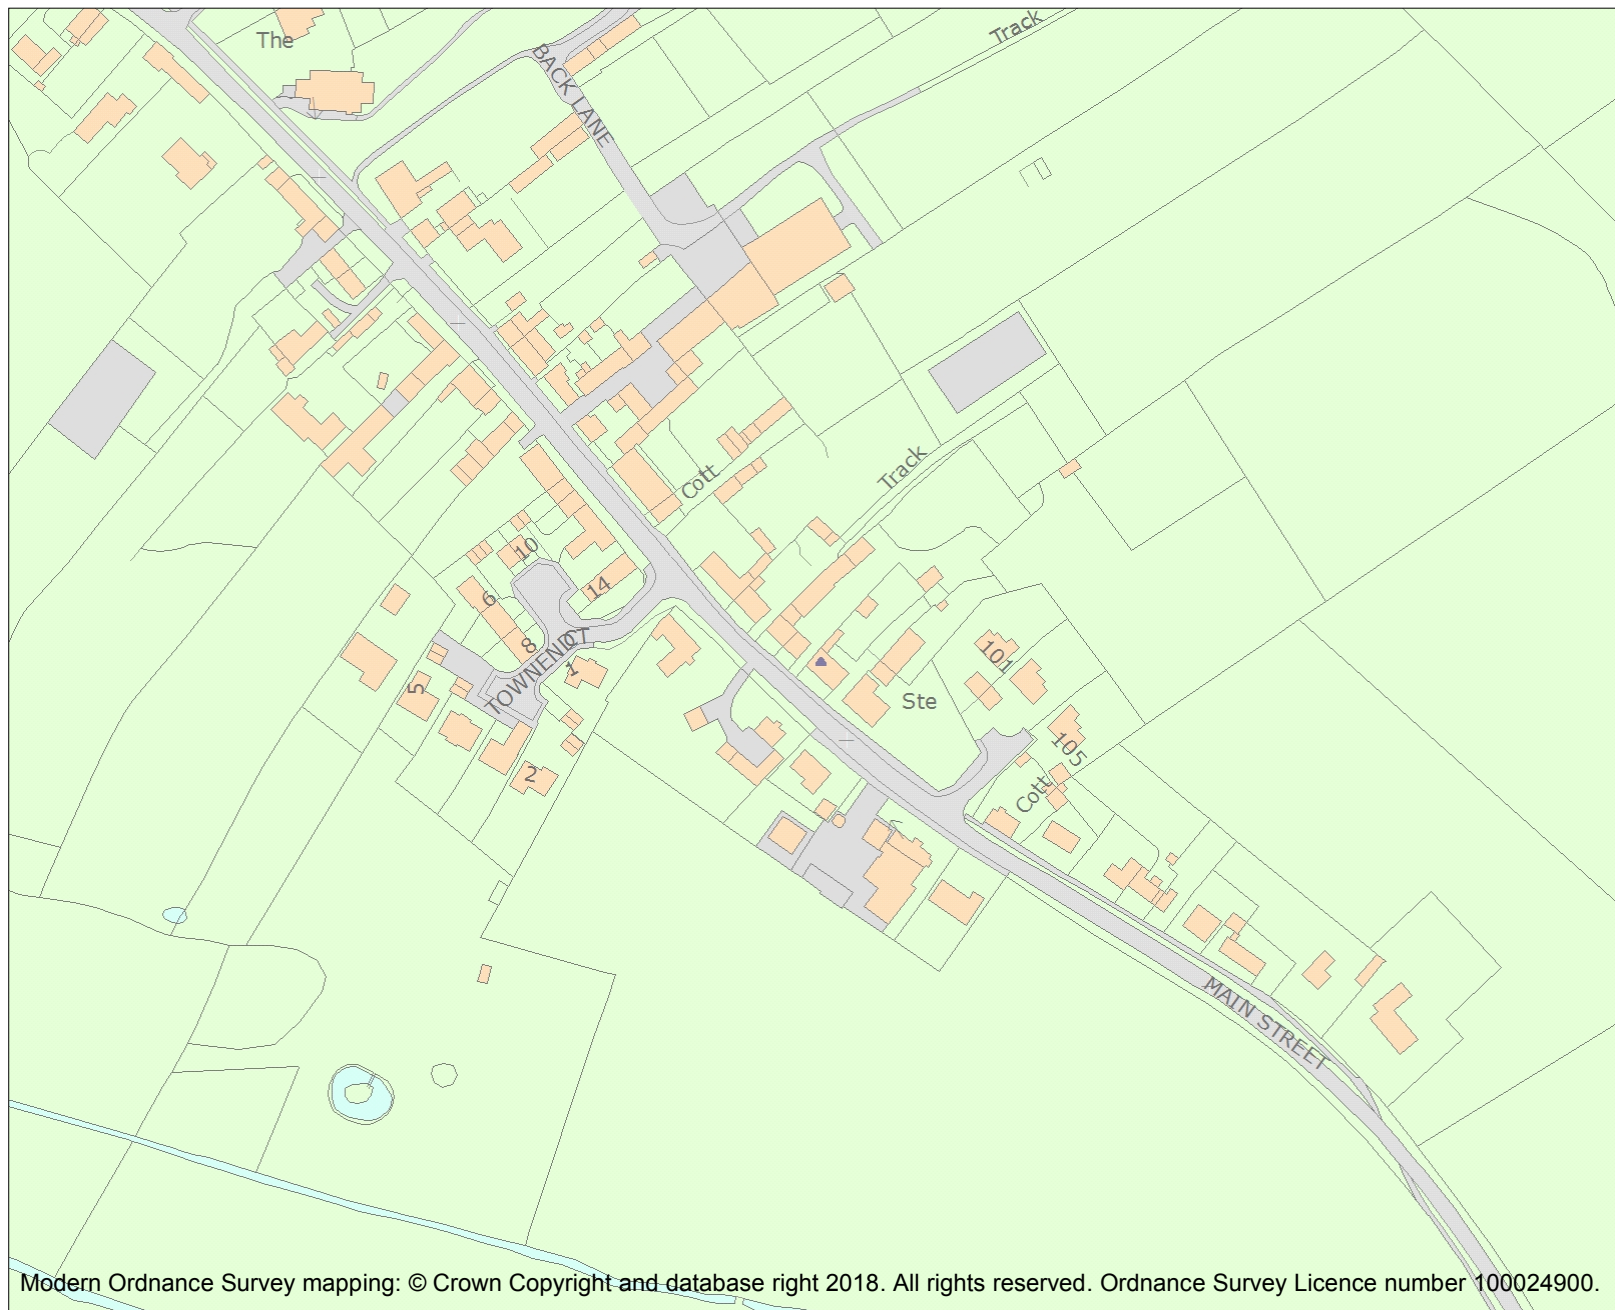 The
Track
BACK LANE
Cott
Track
10
14
6
8
TOWNEND CT
1
5
2
101
Ste
105
Cott
MAIN STREET
Modern Ordnance Survey mapping: © Crown Copyright and database right 2018. All rights reserved. Ordnance Survey Licence number 100024900.